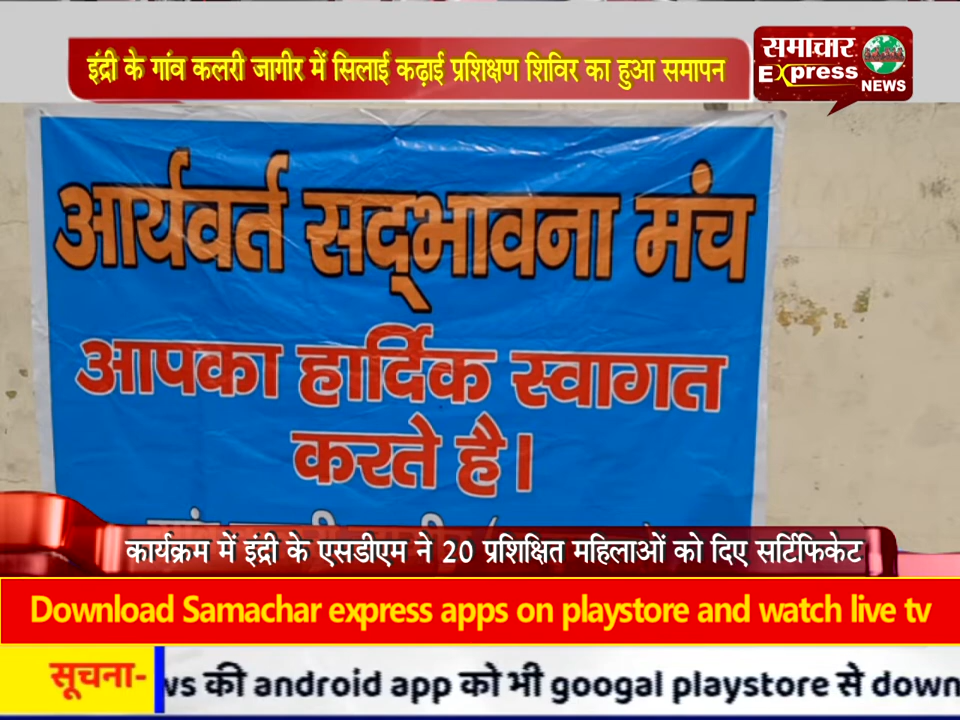 इंद्री के गांव कलरी जागीर में सिलाई कढ़ाई प्रशिक्षण शिविर का हुआ समापन
समाचार
Express
NEWS
आर्यवर्त सद्भावना मंच
आपका हार्दिक स्वागत
करते है।
कार्यक्रम में इंद्री के एसडीएम ने 20 प्रशिक्षित महिलाओं को दिए सर्टिफिकेट
Download Samachar express apps on playstore and watch live tv
सूचना- ws की android app को भी googal playstore से down